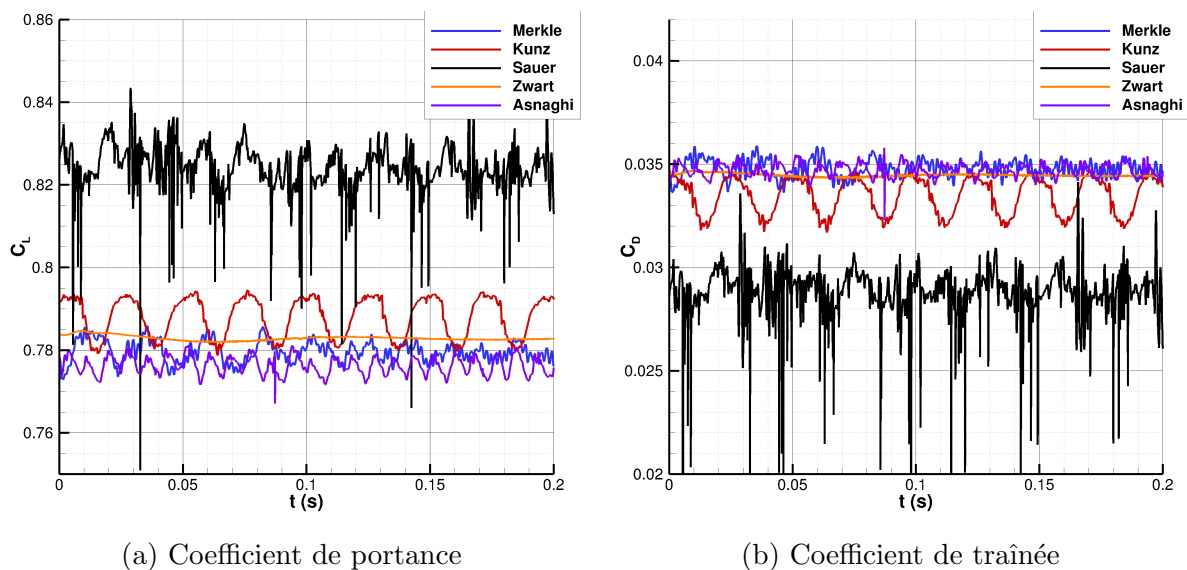 0.86
0.84
0.82
0.8
0.78
0.76
C_L
0
0.05
0.1
0.15
0.2
t (s)
Merkle
Kunz
Sauer
Zwart
Asnaghi
(a) Coefficient de portance
0.04
0.035
0.03
0.025
0.02
C_D
0
0.05
0.1
0.15
0.2
t (s)
Merkle
Kunz
Sauer
Zwart
Asnaghi
(b) Coefficient de traînée